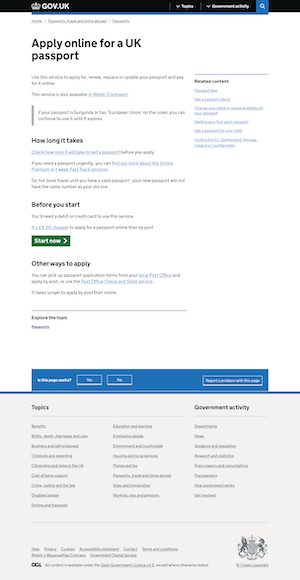 GOV.UK
Topics
Government activity
Home > Passports, travel and living abroad > Passports
Apply online for a UK
passport
Use this service to apply for, renew, replace or update your passport and pay
for it online.
This service is also available in Welsh (Cymraeg).
If your passport is burgundy or has 'European Union' on the cover, you can
continue to use it until it expires.
How long it takes
Check how long it will take to get a passport before you apply.
If you need a passport urgently, you can find out more about the Online
Premium or 1 week Fast Track services.
Do not book travel until you have a valid passport - your new passport will not
have the same number as your old one.
Before you start
You'll need a debit or credit card to use this service.
It's £9.50 cheaper to apply for a passport online than by post.
Start now
Other ways to apply
You can pick up passport application forms from your local Post Office and
apply by post, or use the Post Office Check and Send service.
It takes longer to apply by post than online.
Explore the topic
Passports
Related content
Passport fees
Get a passport photo
Change your name or personal details on
your passport
Getting your first adult passport
Get a passport for your child
Visiting the EU, Switzerland, Norway,
Iceland or Liechtenstein
Is this page useful?
Yes
No
Report a problem with this page
Topics
Benefits
Births, deaths, marriages and care
Business and self-employed
Childcare and parenting
Citizenship and living in the UK
Cost of living support
Crime, justice and the law
Disabled people
Driving and transport
Education and learning
Employing people
Environment and countryside
Housing and local services
Money and tax
Passports, travel and living abroad
Visas and immigration
Working, jobs and pensions
Government activity
Departments
News
Guidance and regulation
Research and statistics
Policy papers and consultations
Transparency
How government works
Get involved
Help Privacy Cookies Accessibility statement Contact Terms and conditions
Rhestr o Wasanaethau Cymraeg Government Digital Service
OGL All content is available under the Open Government Licence v3.0, except where otherwise stated
© Crown copyright